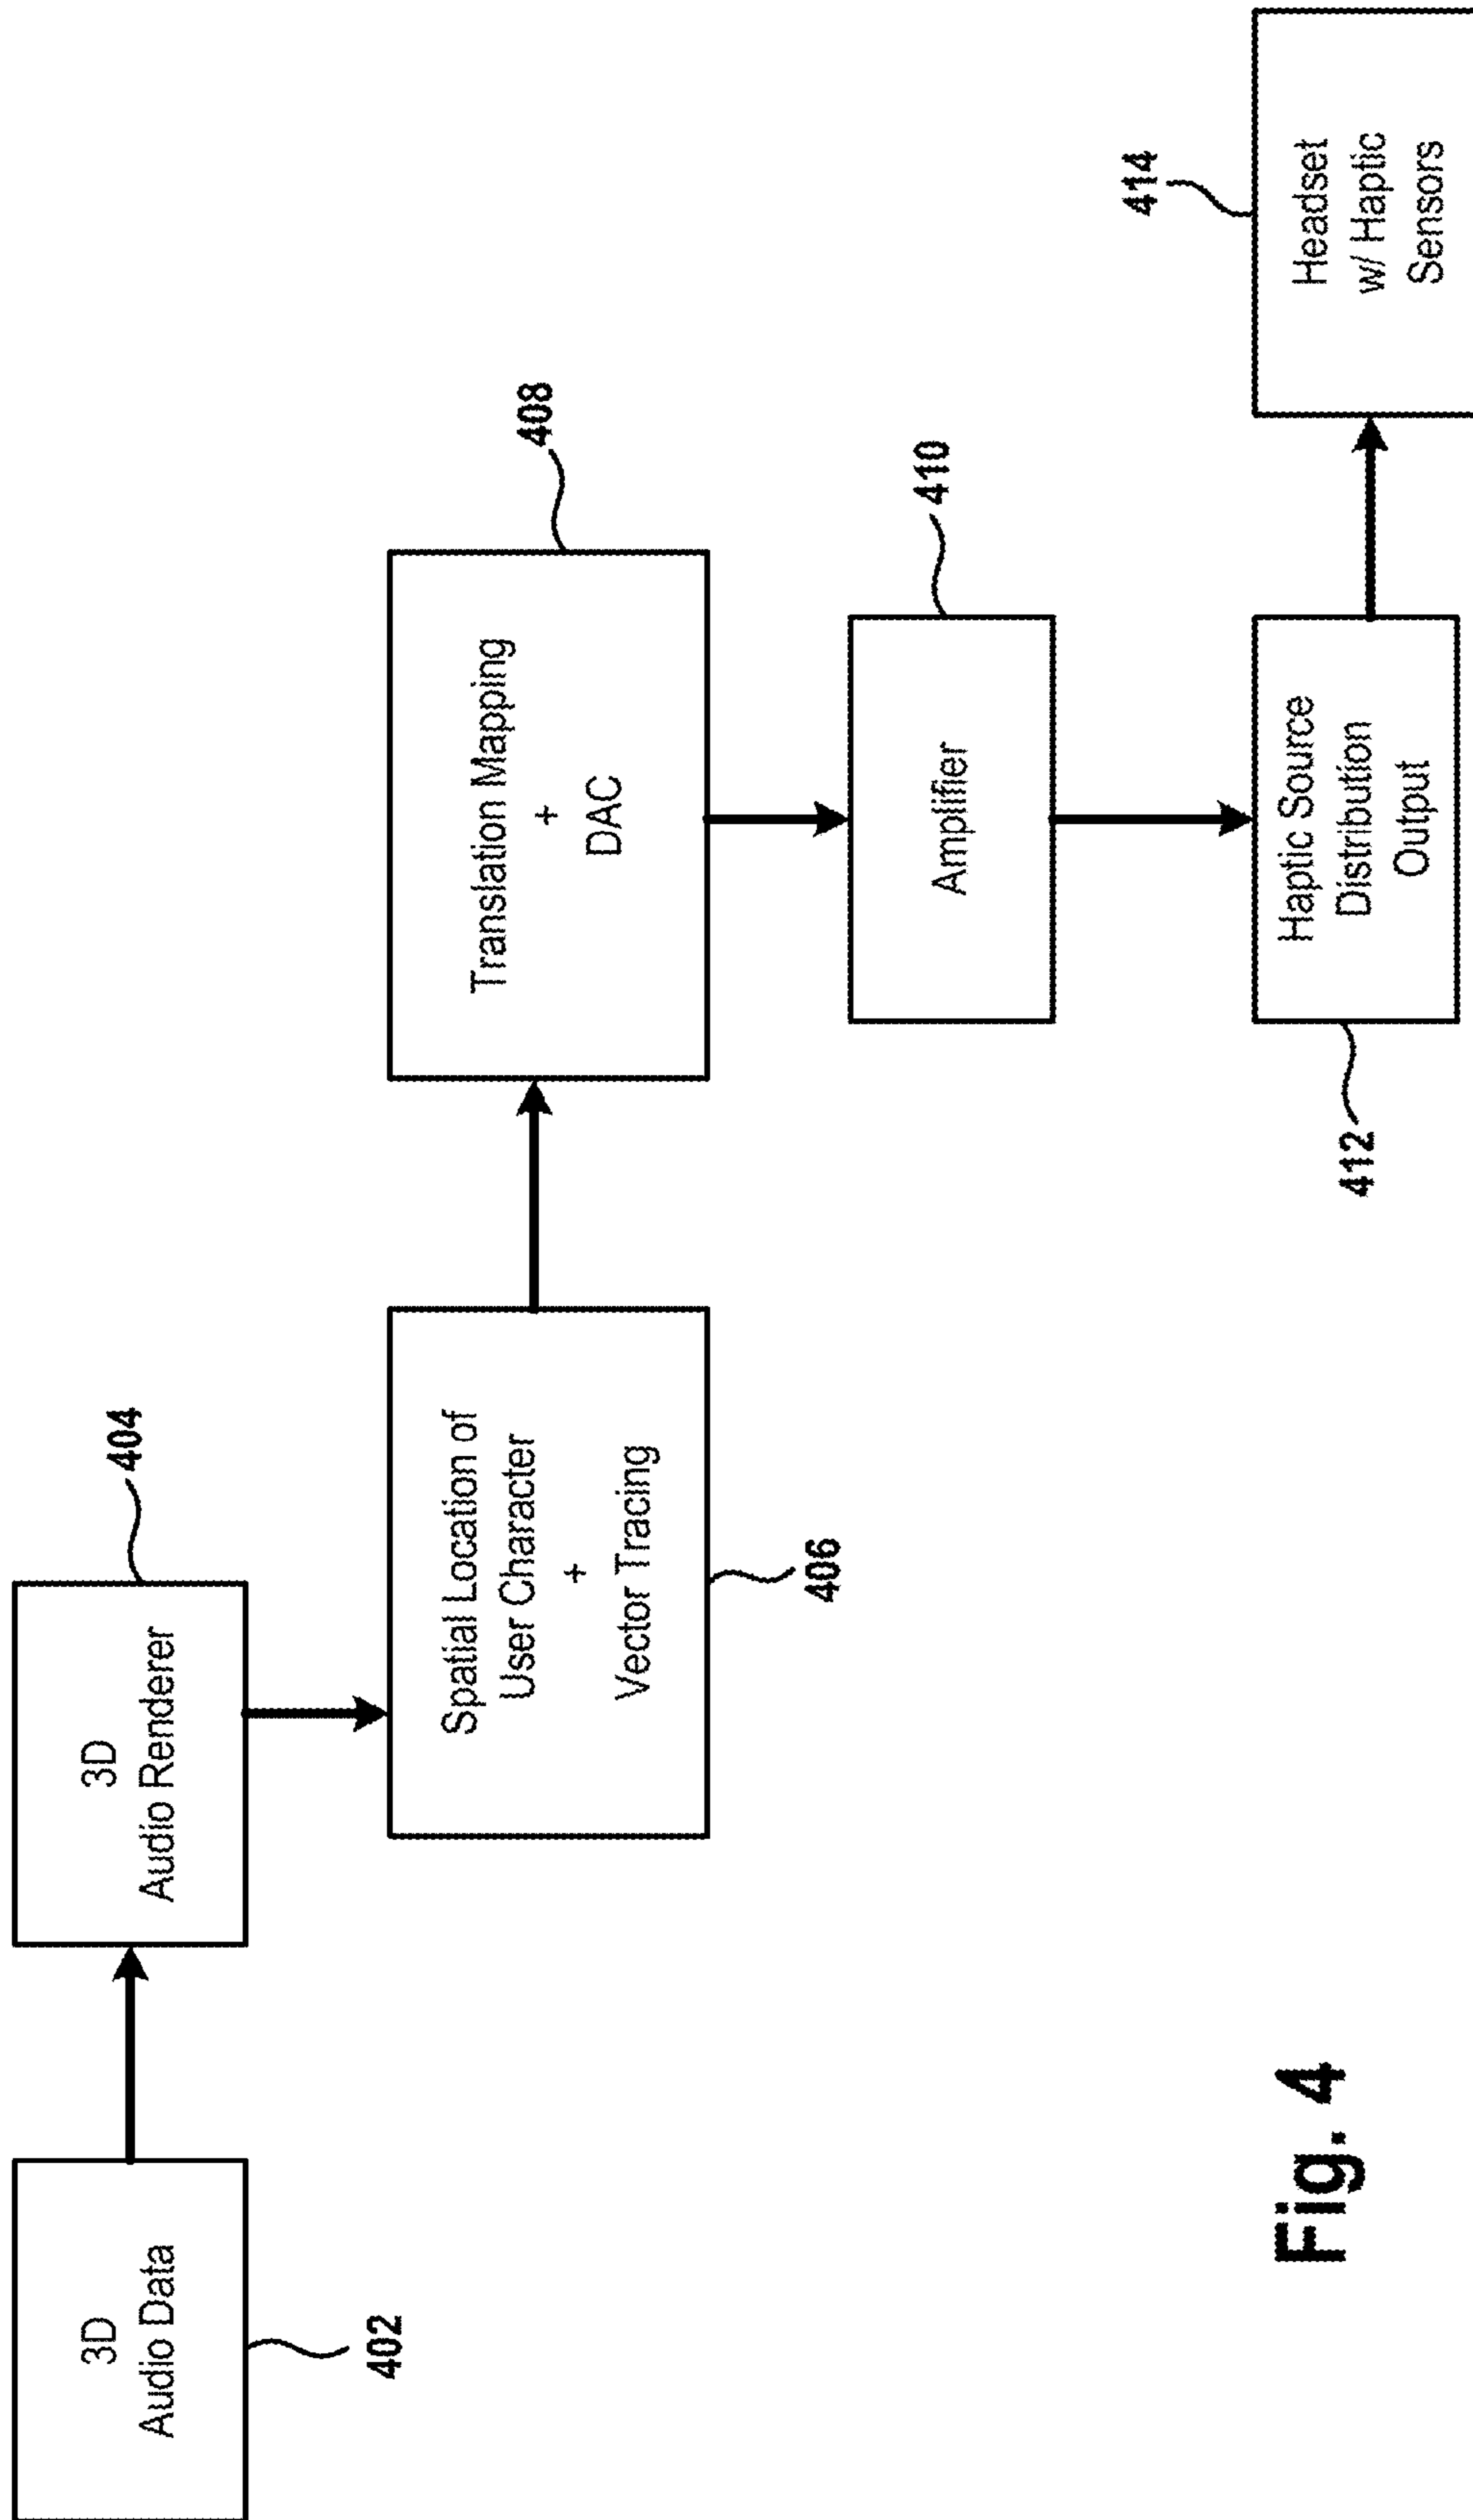 3D
Audio Data
402
3D
Audio Renderer
404
Spatial Location of
User Character
+
Vector Tracing
406
Translation Mapping
+
DAC
408
Amplifier
410
Haptic Source
Distribution
Output
412
Headset
w/ Haptic
Sensors
414
Fig. 4